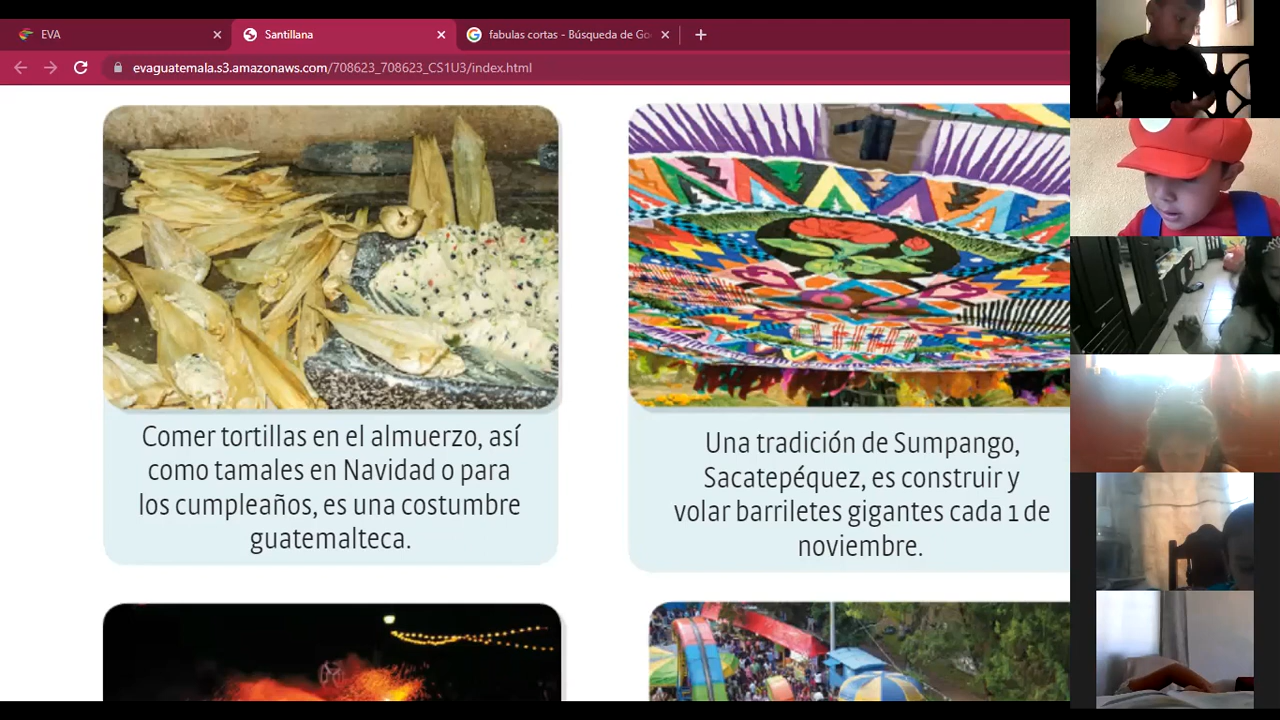 EVA
Santillana
fabulas cortas - Búsqueda de Go
evaguatemala.s3.amazonaws.com/708623_708623_CS1U3/index.html
Comer tortillas en el almuerzo, así
como tamales en Navidad o para
los cumpleaños, es una costumbre
guatemalteca.
Una tradición de Sumpango,
Sacatepéquez, es construir y
volar barriletes gigantes cada 1 de
noviembre.